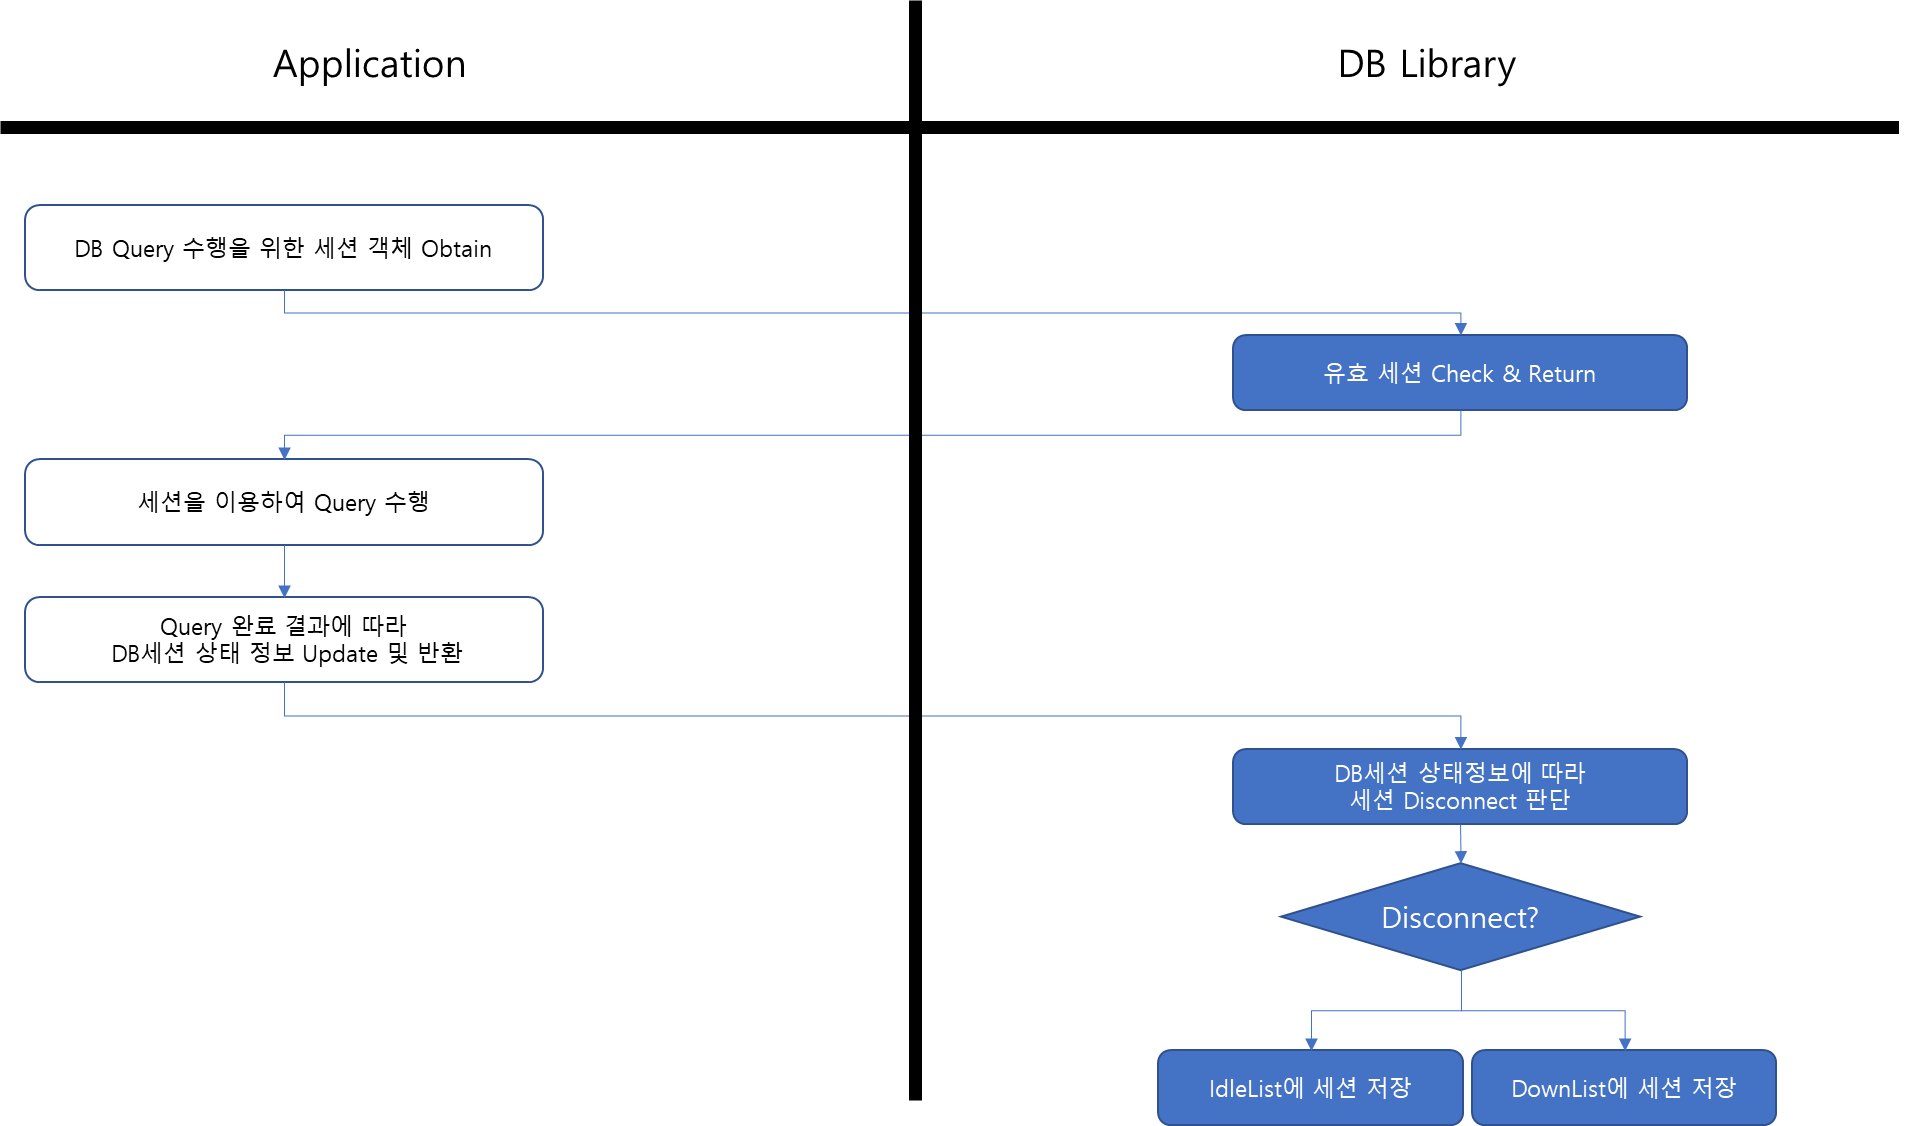 Application
DB Library
DB Query 수행을 위한 세션 객체 Obtain
유효 세션 Check & Return
세션을 이용하여 Query 수행
Query 완료 결과에 따라
DB세션 상태 정보 Update 및 반환
DB세션 상태정보에 따라
세션 Disconnect 판단
Disconnect?
IdleList에 세션 저장
DownList에 세션 저장